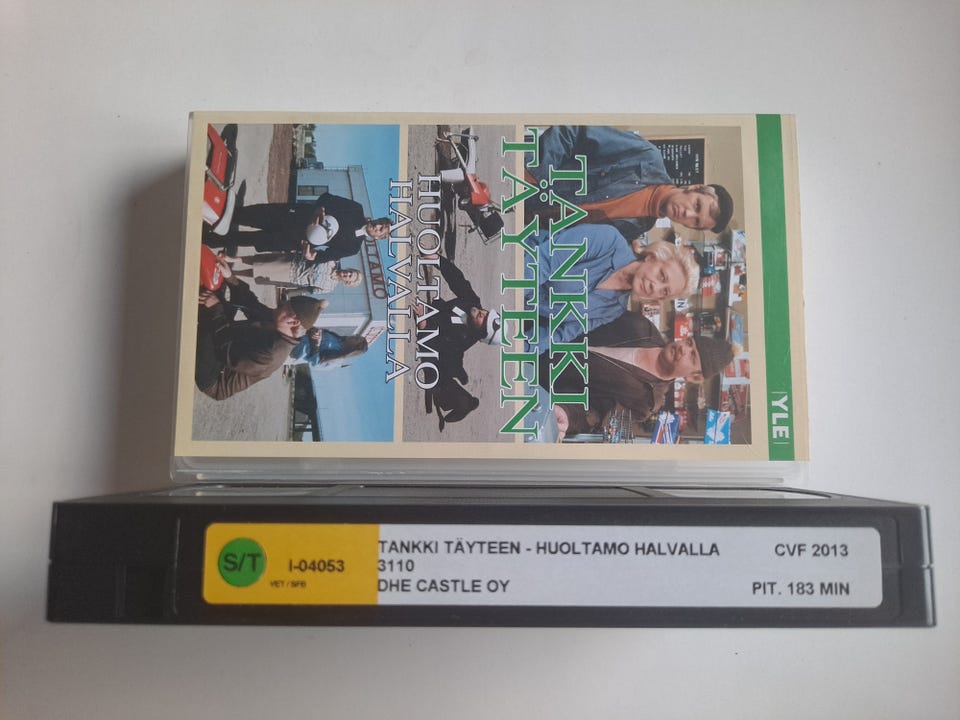 TANKKI
TÄYTEEN
HUOLTAMO
HALVALLA
YLE
S/T
I-04053
VET / SFB
TANKKI TÄYTEEN - HUOLTAMO HALVALLA
3110
DHE CASTLE OY
CVF 2013
PIT. 183 MIN